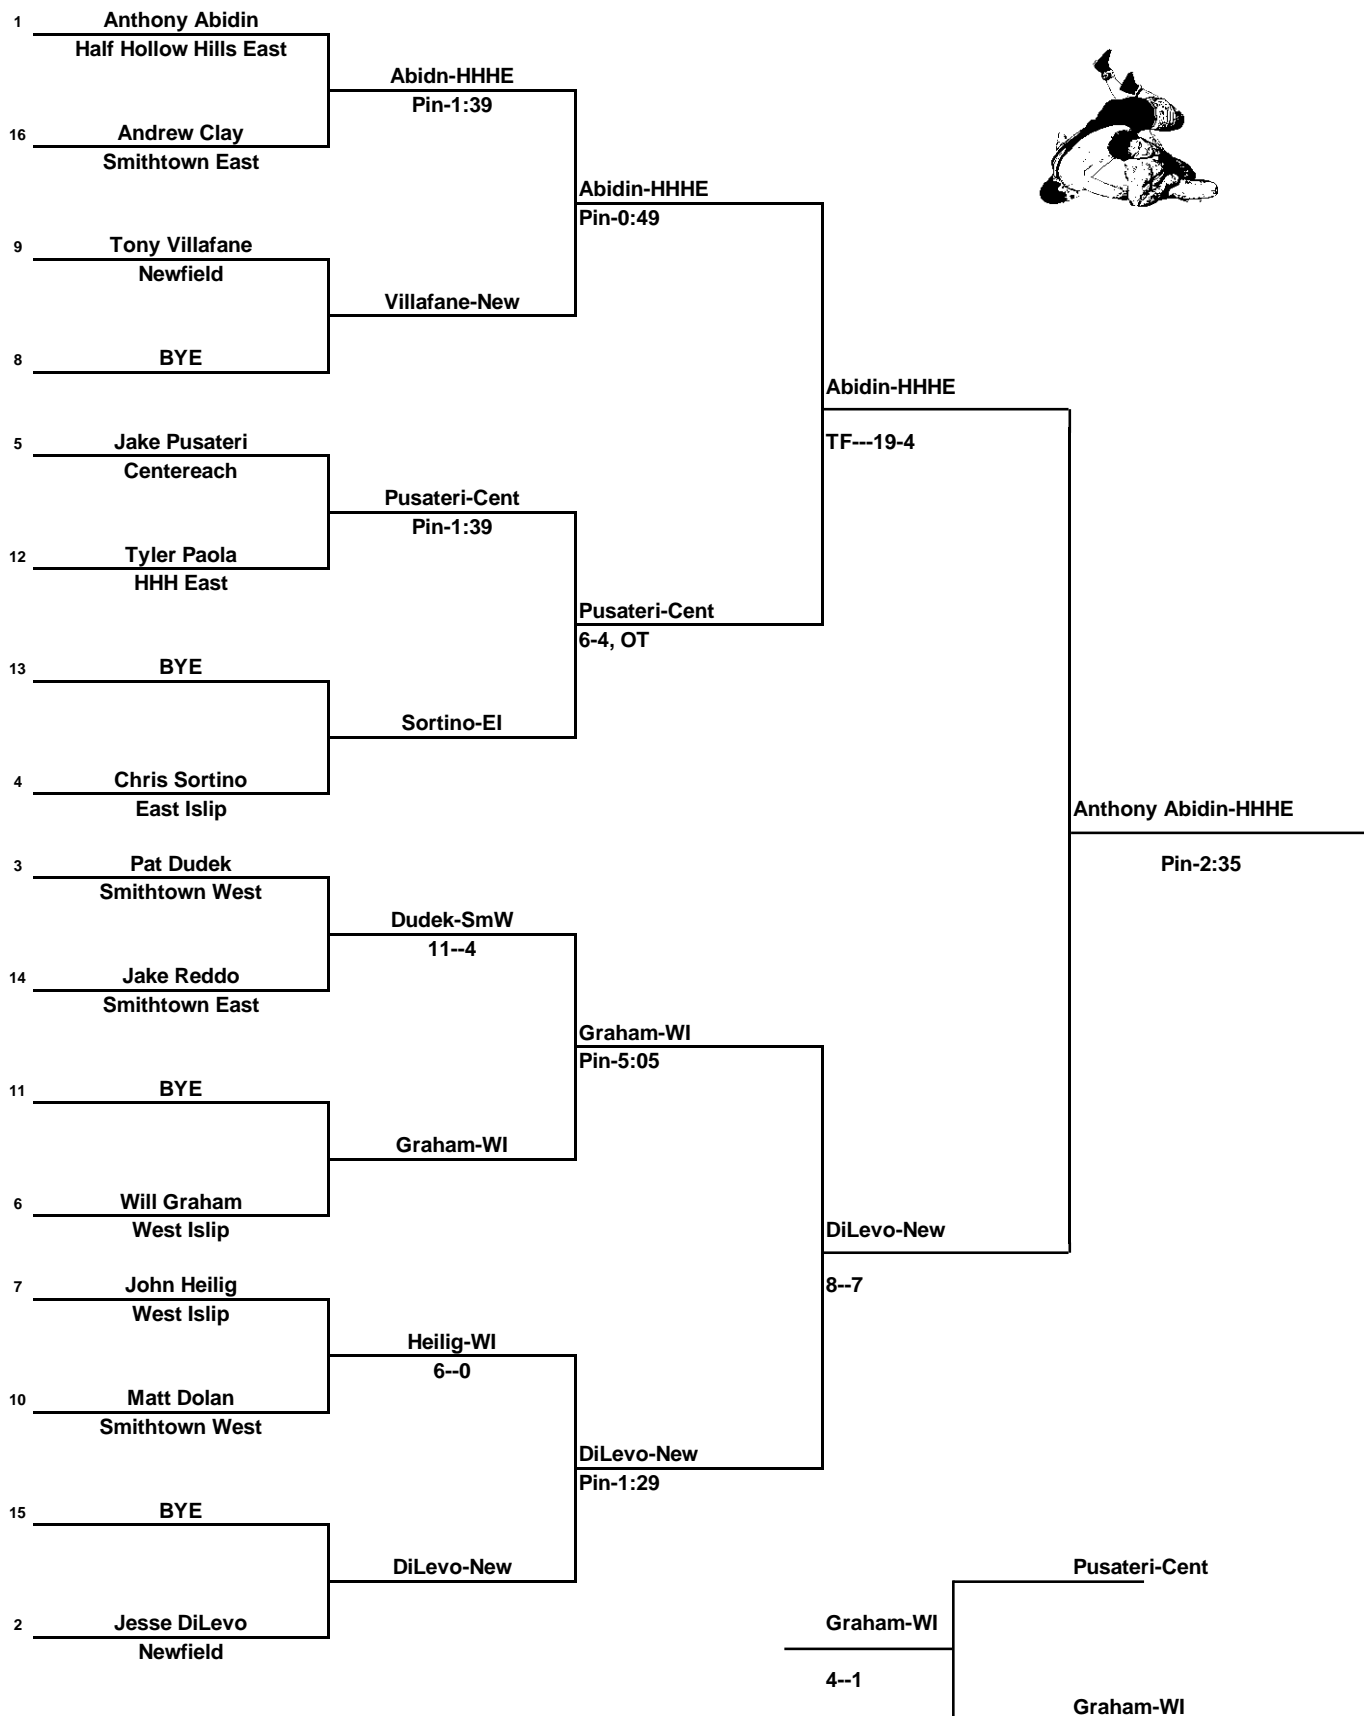 1 Anthony Abidin
Half Hollow Hills East
Abidn-HHHE
Pin-1:39
16 Andrew Clay
Smithtown East
Abidin-HHHE
Pin-0:49
9 Tony Villafane
Newfield
Villafane-New
8 BYE
Abidin-HHHE
TF---19-4
5 Jake Pusateri
Centereach
Pusateri-Cent
Pin-1:39
12 Tyler Paola
HHH East
Pusateri-Cent
6-4, OT
13 BYE
Sortino-EI
4 Chris Sortino
East Islip
Anthony Abidin-HHHE
Pin-2:35
3 Pat Dudek
Smithtown West
Dudek-SmW
11--4
14 Jake Reddo
Smithtown East
Graham-WI
Pin-5:05
11 BYE
Graham-WI
6 Will Graham
West Islip
DiLevo-New
8--7
7 John Heilig
West Islip
Heilig-WI
6--0
10 Matt Dolan
Smithtown West
DiLevo-New
Pin-1:29
15 BYE
DiLevo-New
2 Jesse DiLevo
Newfield
Pusateri-Cent
Graham-WI
4--1
Graham-WI